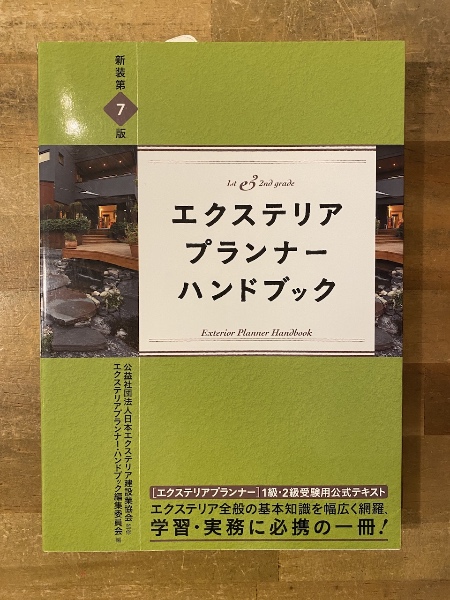 新装第7版
1st e 2nd grade
エクステリア
プランナー
ハンドブック
Exterior Planner Handbook
公益社団法人日本エクステリア建設業協会 監修
エクステリアプランナー・ハンドブック編集委員会 編
[エクステリアプランナー]1級・2級受験用公式テキスト
エクステリア全般の基本知識を幅広く網羅、
学習・実務に必携の一冊!